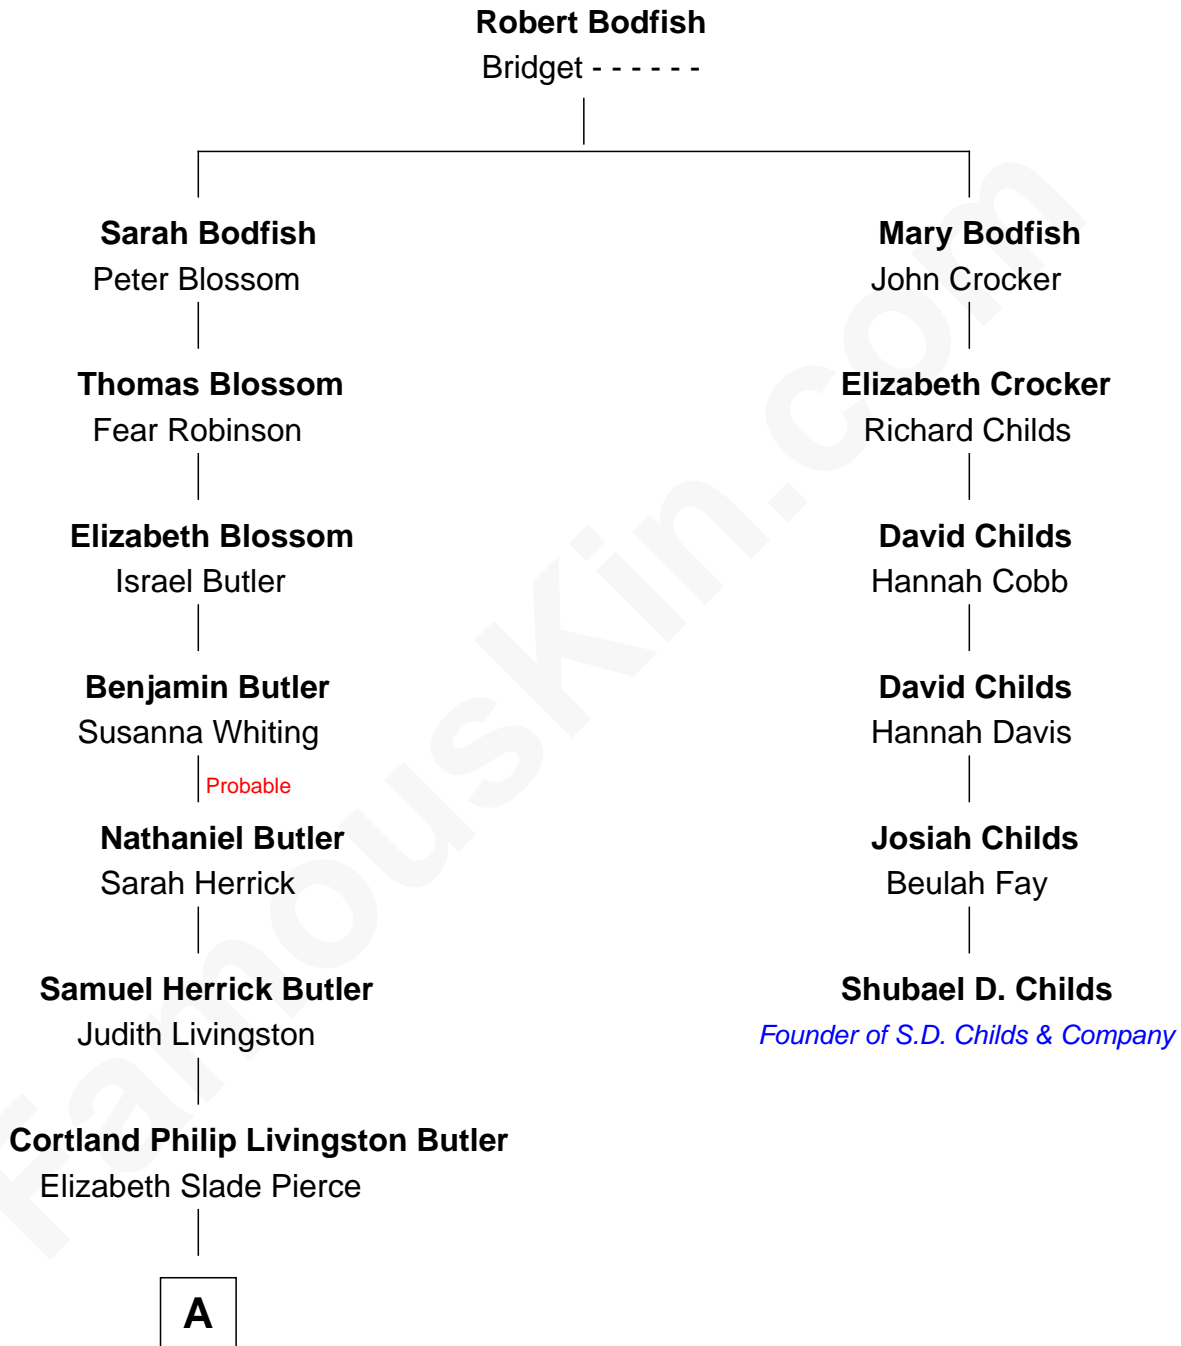 Robert Bodfish
Bridget - - - - - -
Sarah Bodfish
Peter Blossom
Mary Bodfish
John Crocker
Thomas Blossom
Fear Robinson
Elizabeth Crocker
Richard Childs
Elizabeth Blossom
Israel Butler
David Childs
Hannah Cobb
Benjamin Butler
Susanna Whiting
David Childs
Hannah Davis
Probable
Nathaniel Butler
Sarah Herrick
Josiah Childs
Beulah Fay
Samuel Herrick Butler
Judith Livingston
Shubael D. Childs
Founder of S.D. Childs & Company
Cortland Philip Livingston Butler
Elizabeth Slade Pierce
A
FamousKin.com